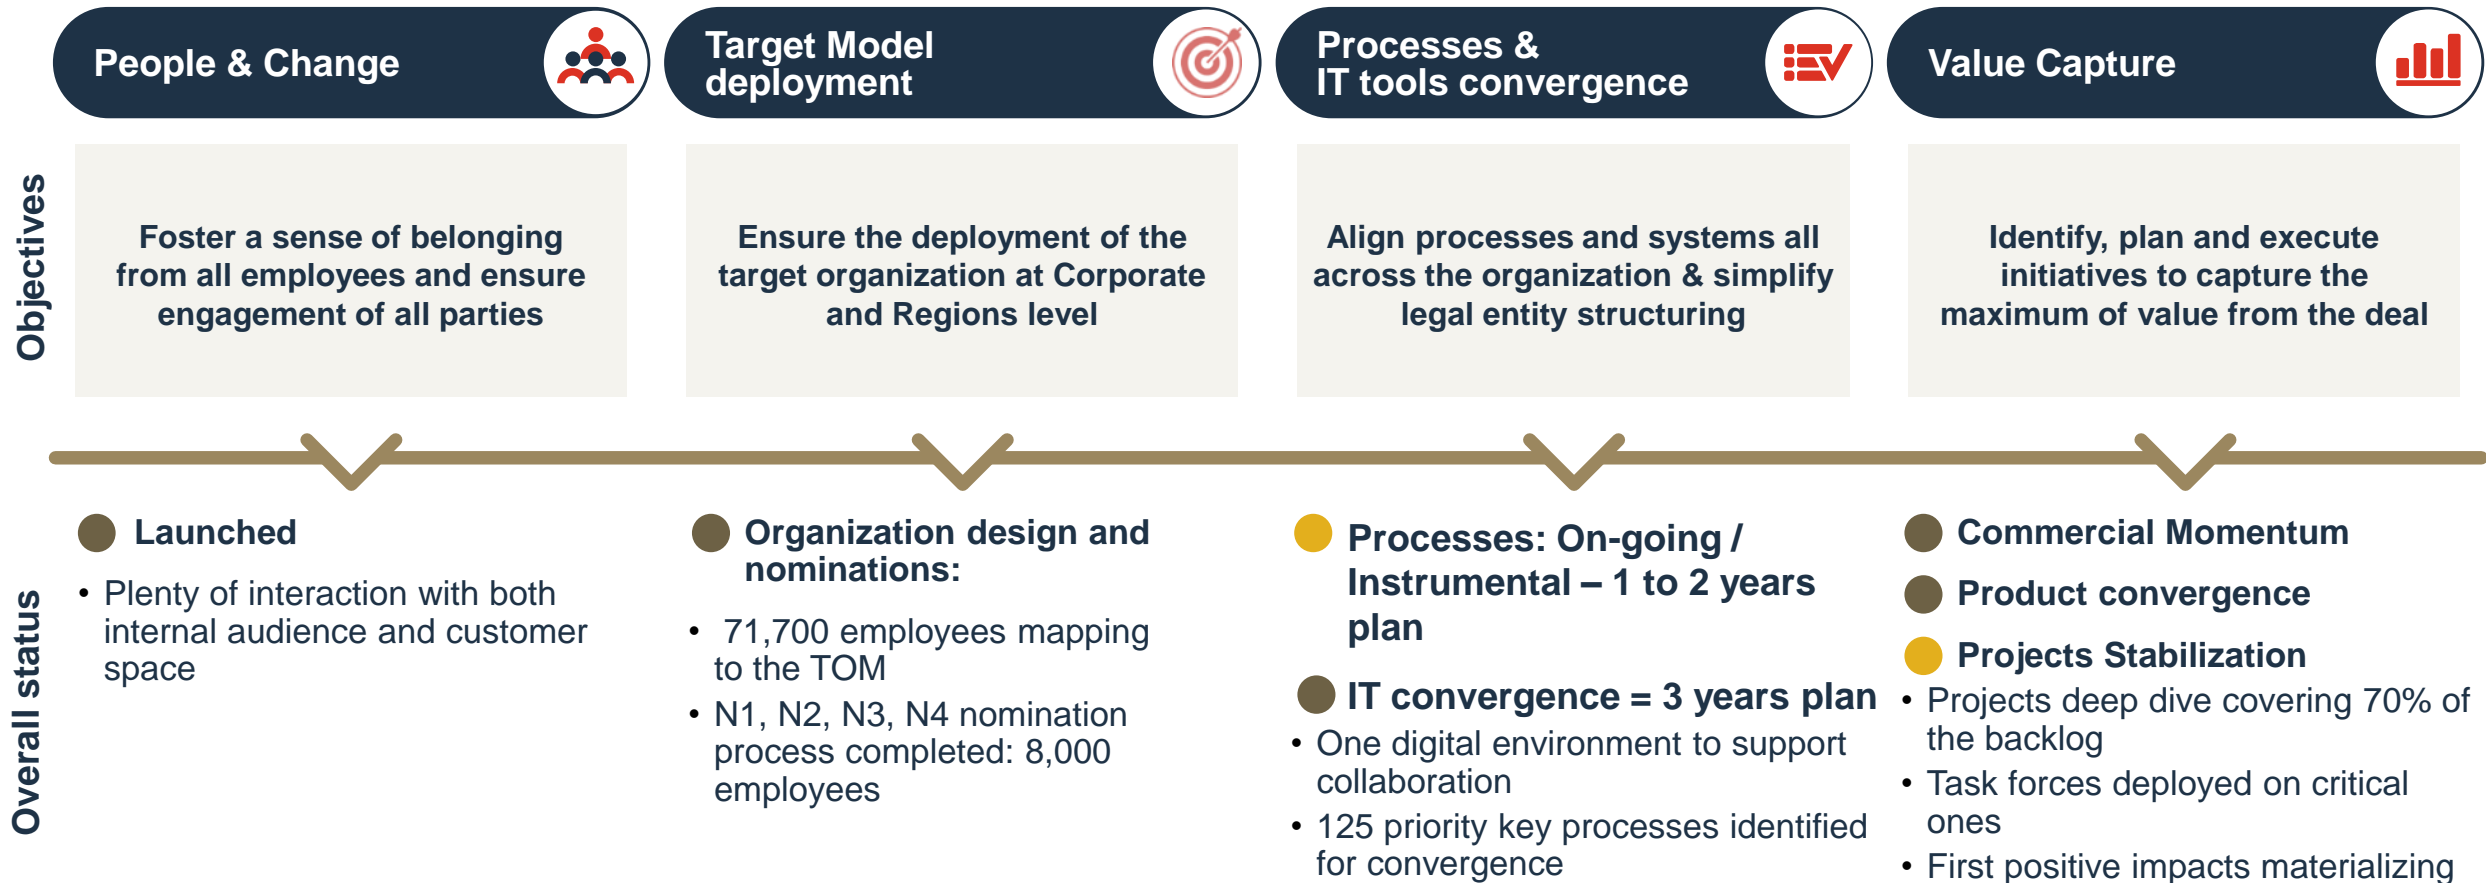 People & Change
Target Model
deployment
Processes &
IT tools convergence
Value Capture
Objectives
Foster a sense of belonging
from all employees and ensure
engagement of all parties
Ensure the deployment of the
target organization at Corporate
and Regions level
Align processes and systems all
across the organization & simplify
legal entity structuring
Identify, plan and execute
initiatives to capture the
maximum of value from the deal
Overall status
Launched
• Plenty of interaction with both
internal audience and customer
space
Organization design and
nominations:
• 71,700 employees mapping
to the TOM
• N1, N2, N3, N4 nomination
process completed: 8,000
employees
Processes: On-going /
Instrumental – 1 to 2 years
plan
IT convergence = 3 years plan
• One digital environment to support
collaboration
• 125 priority key processes identified
for convergence
Commercial Momentum
Product convergence
Projects Stabilization
• Projects deep dive covering 70% of
the backlog
• Task forces deployed on critical
ones
• First positive impacts materializing